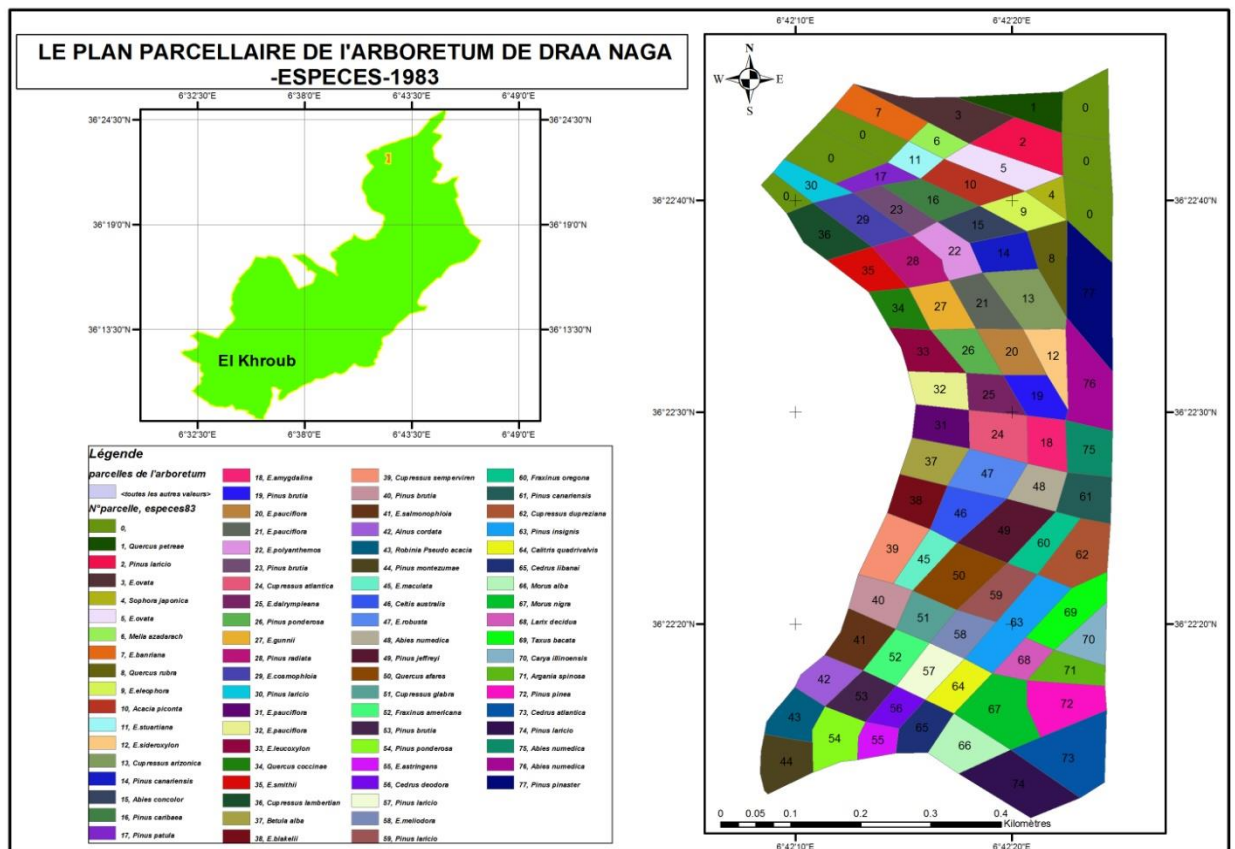 LE PLAN PARCELLAIRE DE l'ARBORETUM DE DRAA NAGA
-ESPECES-1983
6°32'30"E 6°38'0"E 6°43'30"E 6°49'0"E
36°24'30"N 36°24'30"N
36°19'0"N 36°19'0"N
36°13'30"N 36°13'30"N
El Khroub
6°32'30"E 6°38'0"E 6°43'30"E 6°49'0"E
Légende
parcelles de l'arboretum
<toutes les autres valeurs>
N°parcelle, especes83
0,
1, Quercus petreae
2, Pinus laricio
3, E.ovata
4, Sophora japonica
5, E.ovata
6, Melia azadarach
7, E.banriana
8, Quercus rubra
9, E.eleophora
10, Acacia piconta
11, E.stuartiana
12, E.sideroxylon
13, Cupressus arizonica
14, Pinus canariensis
15, Abies concolor
16, Pinus caribaea
17, Pinus patula
18, E.amygdalina
19, Pinus brutia
20, E.pauciflora
21, E.pauciflora
22, E.polyanthemos
23, Pinus brutia
24, Cupressus atlantica
25, E.dalrympleana
26, Pinus ponderosa
27, E.gunnii
28, Pinus radiata
29, E.cosmophloia
30, Pinus laricio
31, E.pauciflora
32, E.pauciflora
33, E.leucoxylon
34, Quercus coccinae
35, E.smithii
36, Cupressus lambertian
37, Betula alba
38, E.blakelii
39, Cupressus semperviren
40, Pinus brutia
41, E.salmonophloia
42, Alnus cordata
43, Robinia Pseudo acacia
44, Pinus montezumae
45, E.maculata
46, Celtis australis
47, E.robusta
48, Abies numedica
49, Pinus jeffreyi
50, Quercus afares
51, Cupressus glabra
52, Fraxinus americana
53, Pinus brutia
54, Pinus ponderosa
55, E.astringens
56, Cedrus deodora
57, Pinus laricio
58, E.meliodora
59, Pinus laricio
60, Fraxinus oregona
61, Pinus canariensis
62, Cupressus dupreziana
63, Pinus insignis
64, Calitris quadrivalvis
65, Cedrus libanai
66, Morus alba
67, Morus nigra
68, Larix decidus
69, Taxus bacata
70, Carya illinoensis
71, Argania spinosa
72, Pinus pinea
73, Cedrus atlantica
74, Pinus laricio
75, Abies numedica
76, Abies numedica
77, Pinus pinaster
6°42'10"E 6°42'20"E
N
W E
S
7 3 1 0
0 6 2
0 11 5 0
30 17 10 4
0 29 23 16 9 0
36 15
35 28 22 14 8
34 27 21 13 77
33 26 20 12
32 25 19 76
31 24 18 75
37 47 48 61
38 46 49
39 45 50 60 62
40 51 59 69
41 52 58 63 70
42 57 68 71
43 53 56 64 67 72
44 54 55 65 66 73
74
36°22'40"N 36°22'40"N
36°22'30"N 36°22'30"N
36°22'20"N 36°22'20"N
0 0.05 0.1 0.2 0.3 0.4
Kilomètres
6°42'10"E 6°42'20"E